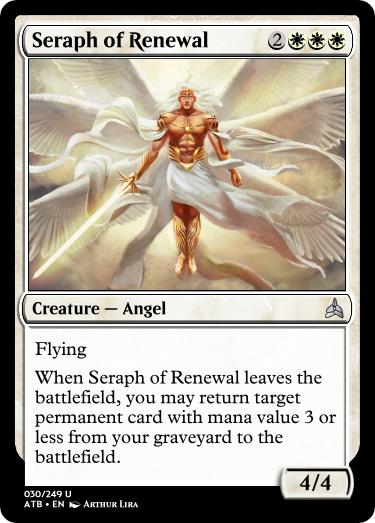 Seraph of Renewal 2
Creature — Angel
Flying
When Seraph of Renewal leaves the
battlefield, you may return target
permanent card with mana value 3 or
less from your graveyard to the
battlefield.
4/4
030/249 U
ATB • EN Arthur Lira